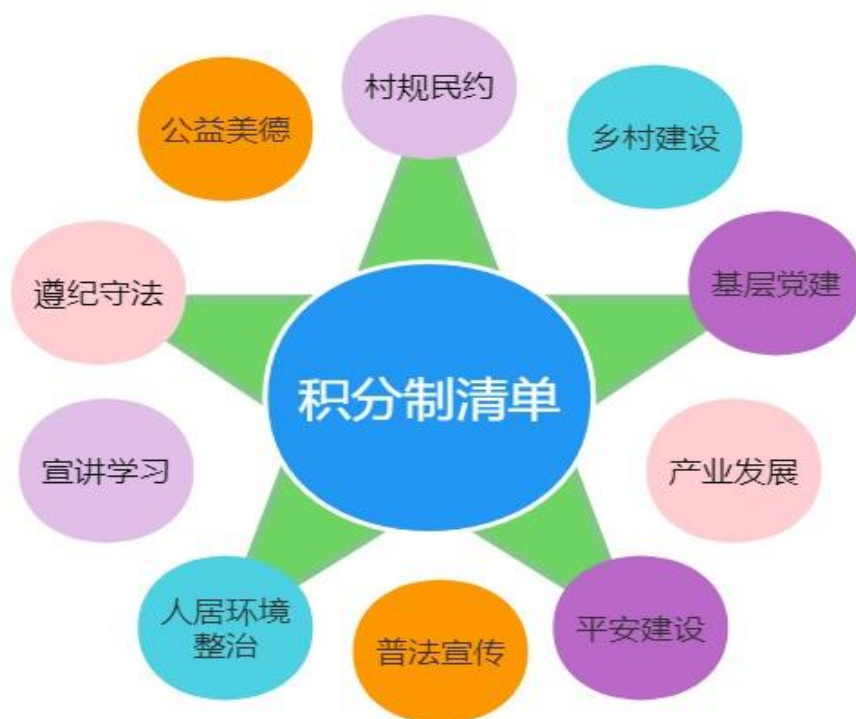 村规民约
公益美德
乡村建设
基层党建
遵纪守法
积分制清单
宣讲学习
产业发展
人居环境
整治
平安建设
普法宣传